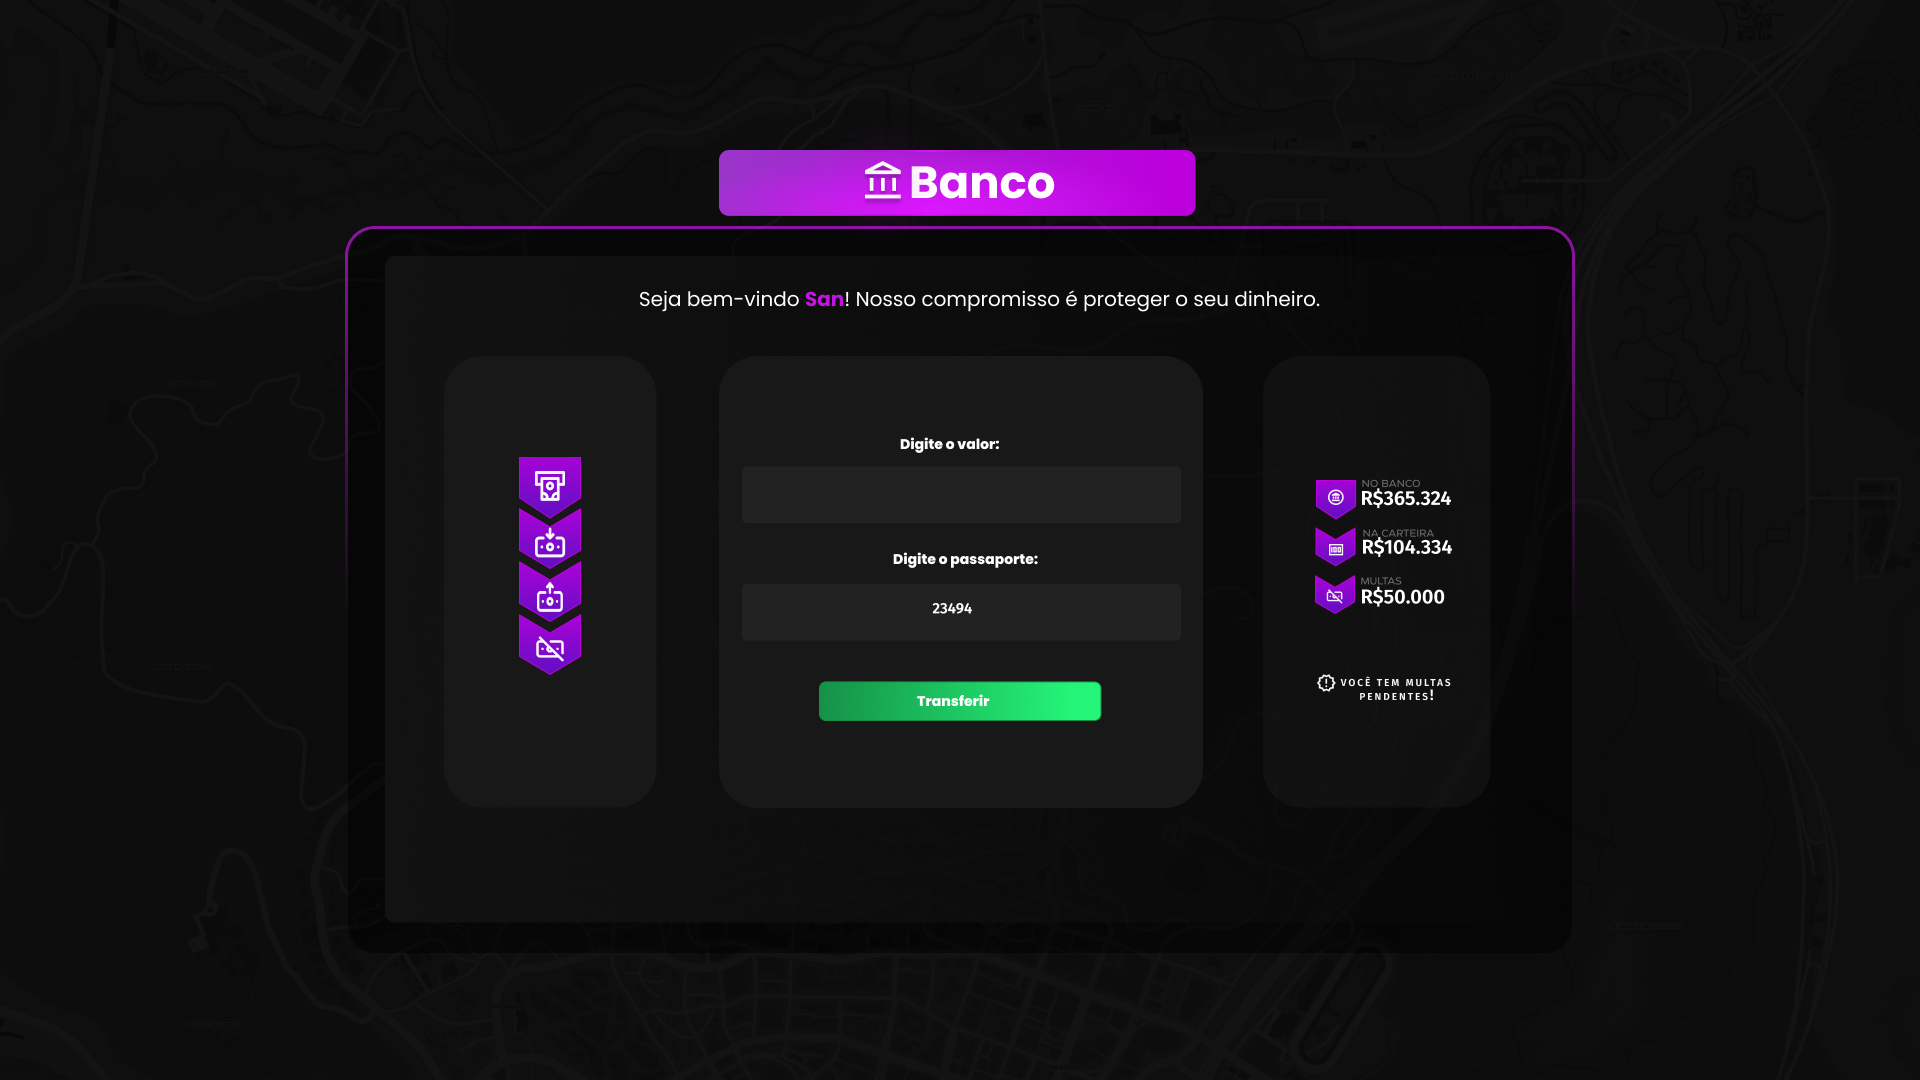 Banco
Seja bem-vindo San! Nosso compromisso é proteger o seu dinheiro.
Digite o valor:
Digite o passaporte:
23494
Transferir
NO BANCO
R$365.324
NA CARTEIRA
R$104.334
MULTAS
R$50.000
VOCÊ TEM MULTAS
PENDENTES!